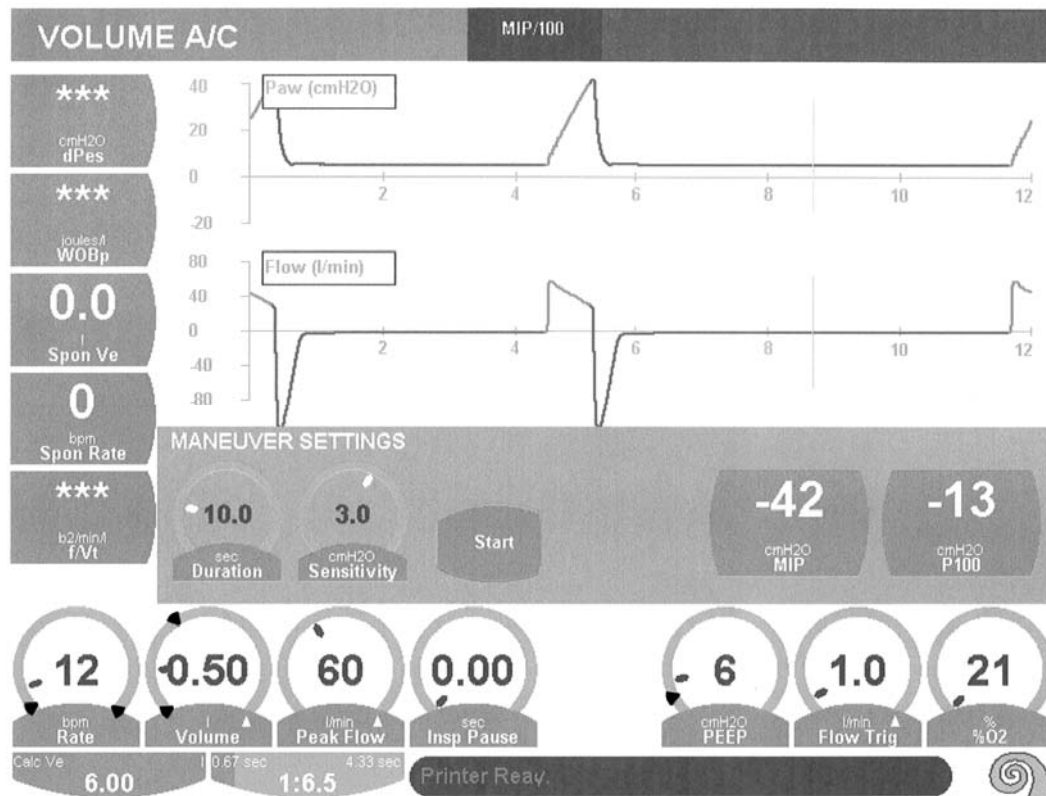 VOLUME A/C
MIP/100
***
cmH2O
dPes
***
joules/l
WOBp
0.0
l
Spon Ve
0
bpm
Spon Rate
***
b2/min/l
f/Vt
40
20
0
-20
Paw (cmH2O)
2 4 6 8 10 12
80
40
0
-40
-80
Flow (l/min)
2 4 6 8 10 12
MANEUVER SETTINGS
10.0
sec
Duration
3.0
cmH2O
Sensitivity
Start
-42
cmH2O
MIP
-13
cmH2O
P100
12
bpm
Rate
0.50
l
Volume
60
l/min
Peak Flow
0.00
sec
Insp Pause
6
cmH2O
PEEP
1.0
l/min
Flow Trig
21
%
%O2
Calc Ve l
6.00
0.67 sec 4.33 sec
1:6.5
Printer Reay.